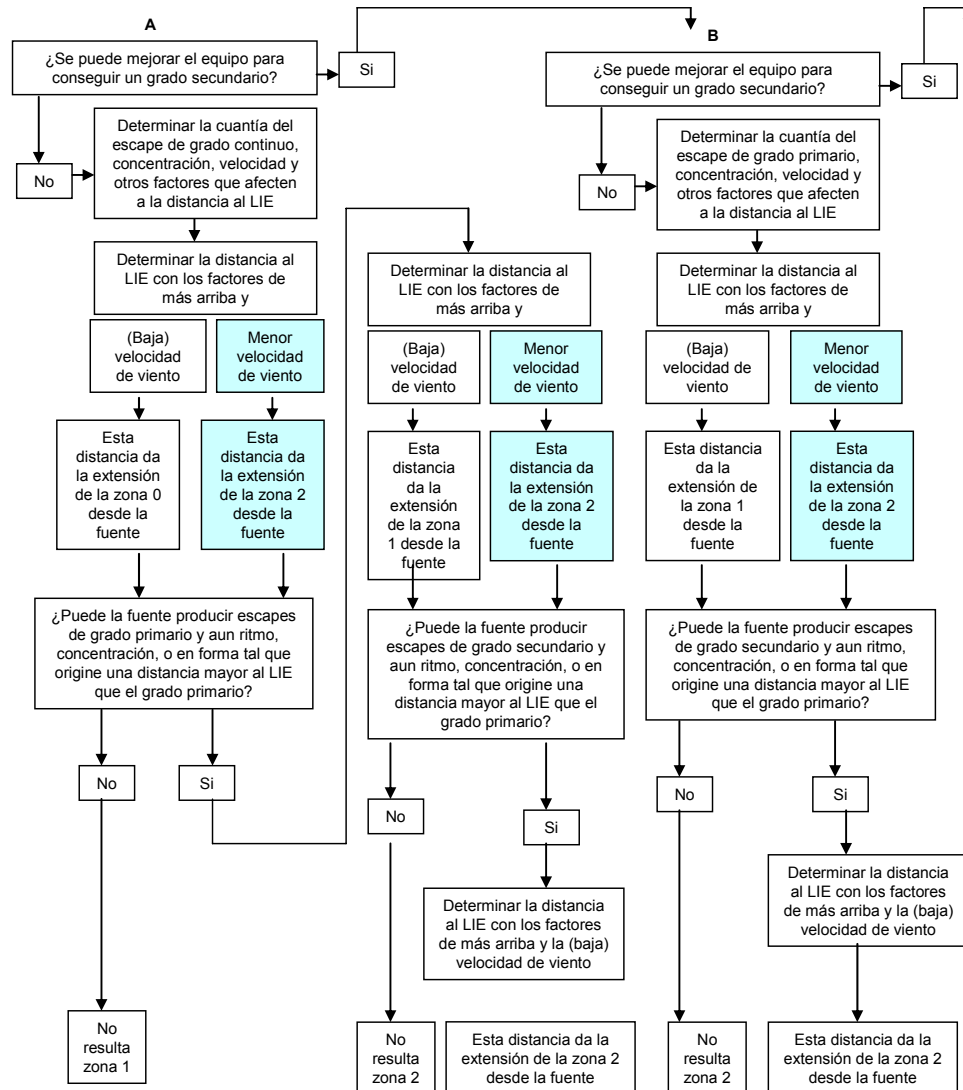 A
¿Se puede mejorar el equipo para
conseguir un grado secundario?
Si
No
Determinar la cuantía del
escape de grado continuo,
concentración, velocidad y
otros factores que afecten
a la distancia al LIE
Determinar la distancia al
LIE con los factores de
más arriba y
(Baja)
velocidad
de viento
Menor
velocidad
de viento
Esta
distancia da
la extensión
de la zona 0
desde la
fuente
Esta
distancia da
la extensión
de la zona 2
desde la
fuente
¿Puede la fuente producir escapes
de grado primario y aun ritmo,
concentración, o en forma tal que
origine una distancia mayor al LIE
que el grado primario?
No
Si
No
resulta
zona 1
Determinar la distancia al
LIE con los factores de
más arriba y
(Baja)
velocidad
de viento
Menor
velocidad
de viento
Esta
distancia
da la
extensión
de la zona
1 desde la
fuente
Esta
distancia da
la extensión
de la zona 2
desde la
fuente
¿Puede la fuente producir
escapes de grado secundario y
aun ritmo, concentración, o en
forma tal que origine una
distancia mayor al LIE que el
grado primario?
No
Si
Determinar la distancia
al LIE con los factores
de más arriba y la (baja)
velocidad de viento
No
resulta
zona 2
Esta distancia da la
extensión de la zona 2
desde la fuente
B
¿Se puede mejorar el equipo para
conseguir un grado secundario?
Si
No
Determinar la cuantía del
escape de grado primario,
concentración, velocidad y
otros factores que afecten
a la distancia al LIE
Determinar la distancia al
LIE con los factores de
más arriba y
(Baja)
velocidad de
viento
Menor
velocidad
de viento
Esta distancia
da la
extensión de
la zona 1
desde la
fuente
Esta
distancia da
la extensión
de la zona 2
desde la
fuente
¿Puede la fuente producir escapes
de grado secundario y aun ritmo,
concentración, o en forma tal que
origine una distancia mayor al LIE
que el grado primario?
No
Si
Determinar la distancia
al LIE con los factores
de más arriba y la (baja)
velocidad de viento
No
resulta
zona 2
Esta distancia da la
extensión de la zona 2
desde la fuente